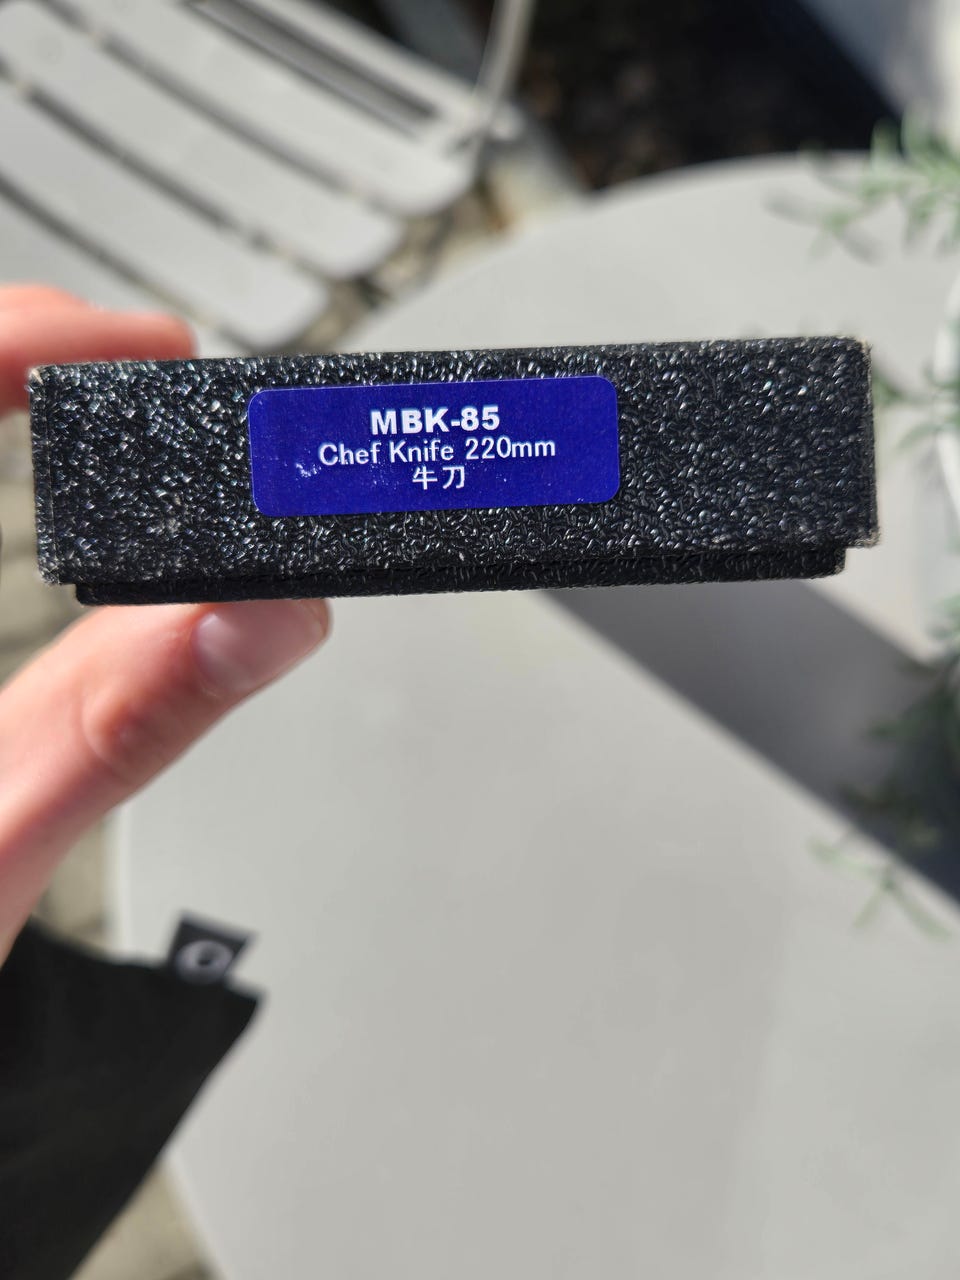 MBK-85
Chef Knife 220mm
牛刀